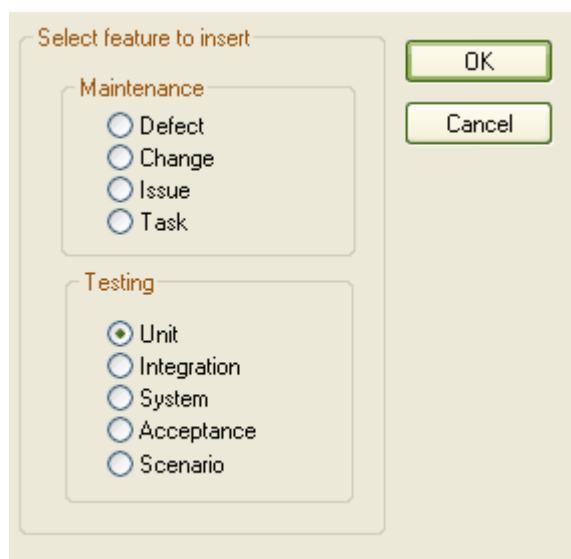 Select feature to insert
OK
Maintenance
Defect
Cancel
Change
Issue
Task
Testing
Unit
Integration
System
Acceptance
Scenario